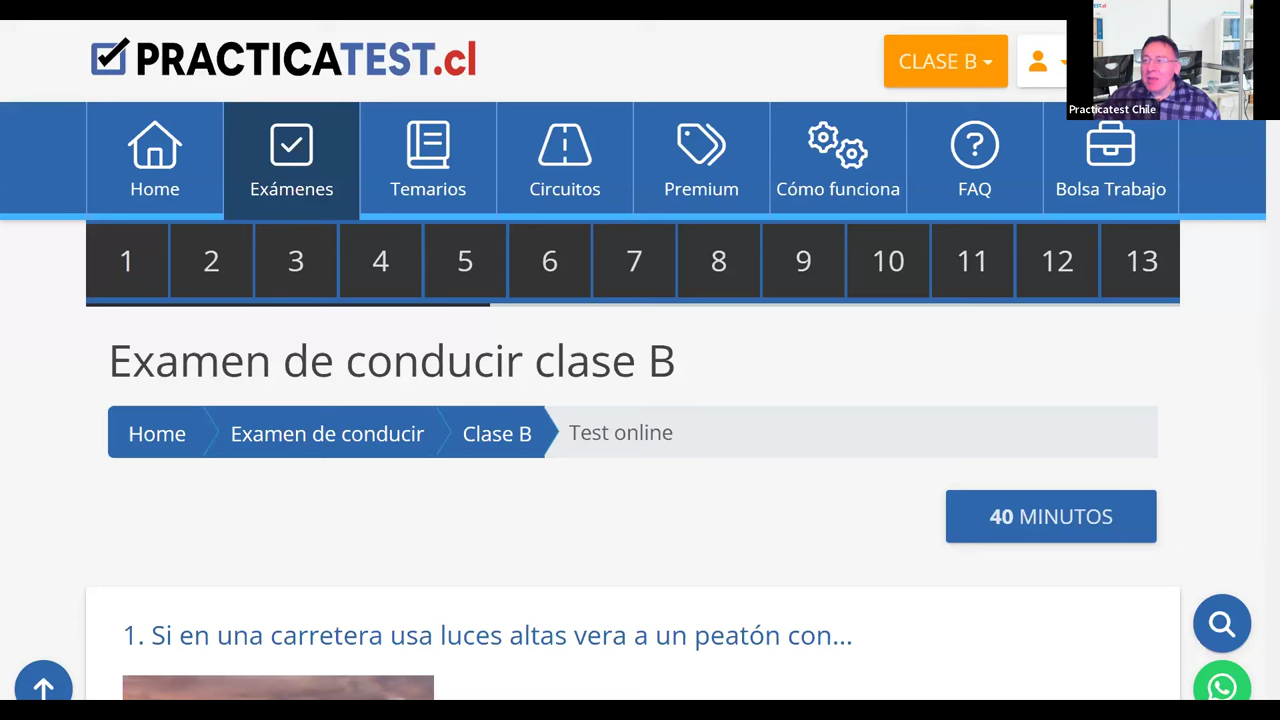 PRACTICATEST.cl
CLASE B
Practicatest Chile
Home
Exámenes
Temarios
Circuitos
Premium
Cómo funciona
FAQ
Bolsa Trabajo
1 2 3 4 5 6 7 8 9 10 11 12 13
Examen de conducir clase B
Home
Examen de conducir
Clase B
Test online
40 MINUTOS
1. Si en una carretera usa luces altas vera a un peatón con...